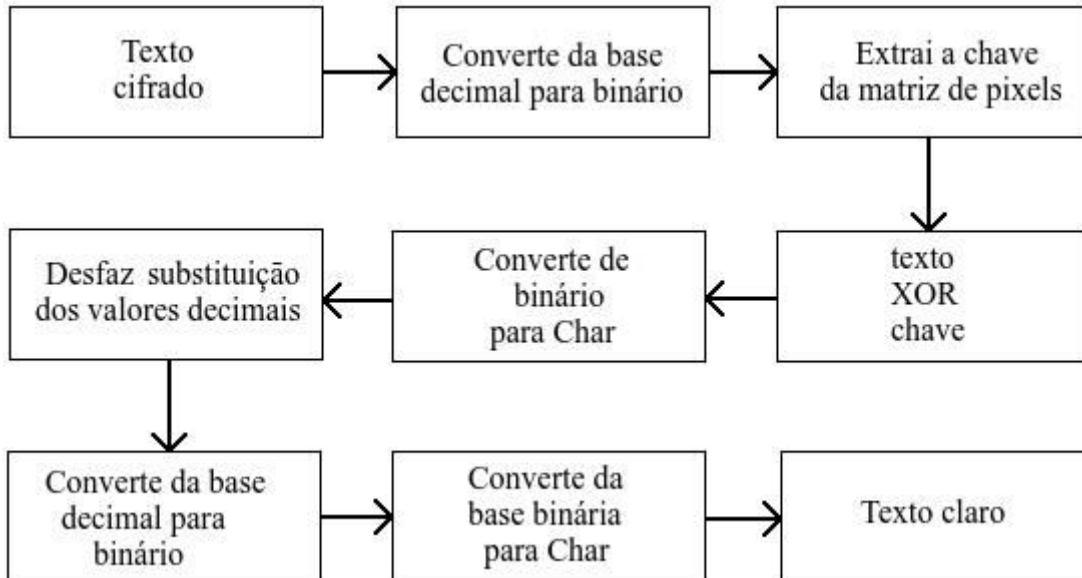 Texto
cifrado
Converte da base
decimal para binário
Extrai a chave
da matriz de pixels
texto
XOR
chave
Converte de
binário
para Char
Desfaz substituição
dos valores decimais
Converte da base
decimal para
binário
Converte da
base binária
para Char
Texto claro